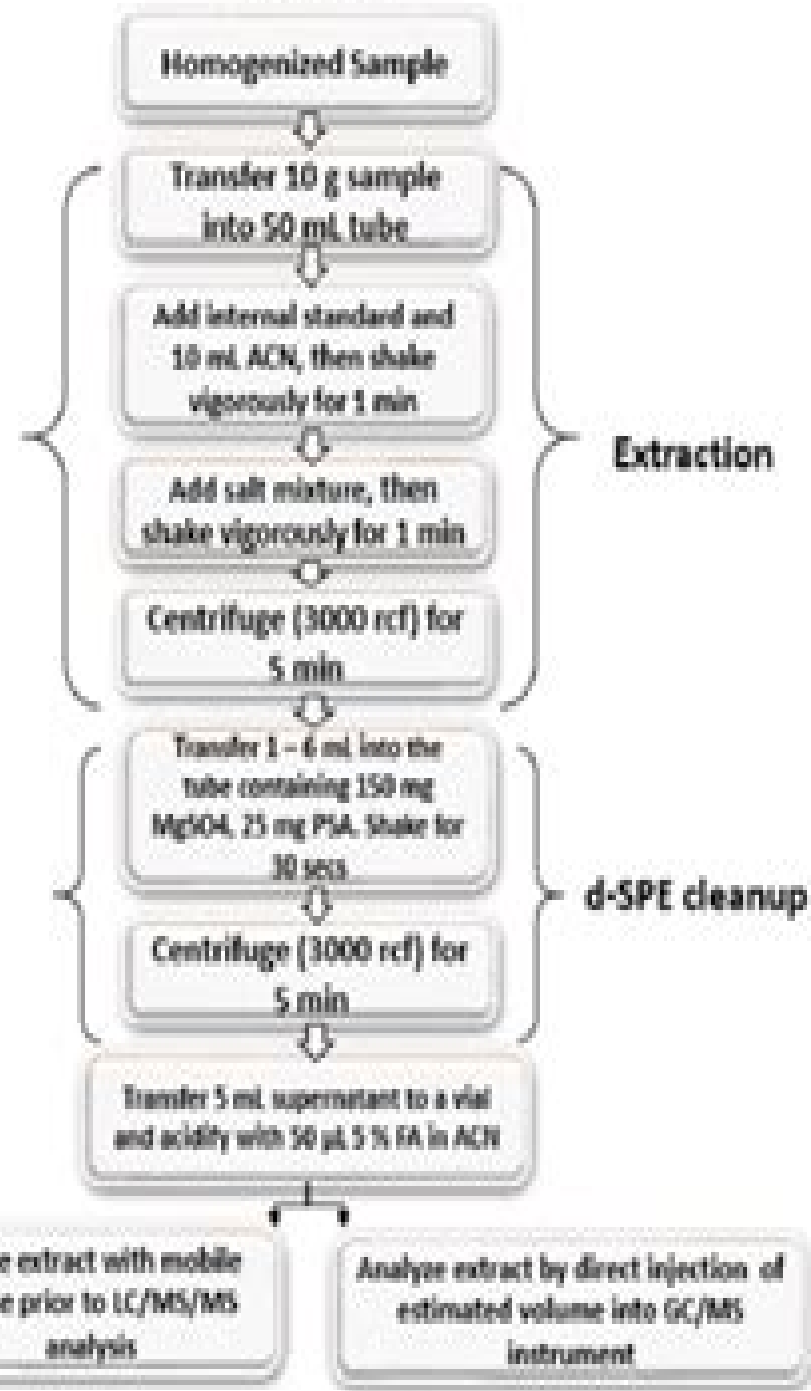 Homogenized Sample
Transfer 10 g sample
into 50 mL tube
Add internal standard and
10 mL ACN, then shake
vigorously for 1 min
Add salt mixture, then
shake vigorously for 1 min
Extraction
Centrifuge (3000 rcf) for
5 min
Transfer 1 – 6 mL into the
tube containing 150 mg
MgSO4, 25 mg PSA. Shake for
30 secs
d-SPE cleanup
Centrifuge (3000 rcf) for
5 min
Transfer 5 mL supernatant to a vial
and acidify with 50 µL 5 % FA in ACN
e extract with mobile
e prior to LC/MS/MS
analysis
Analyze extract by direct injection of
estimated volume into GC/MS
instrument